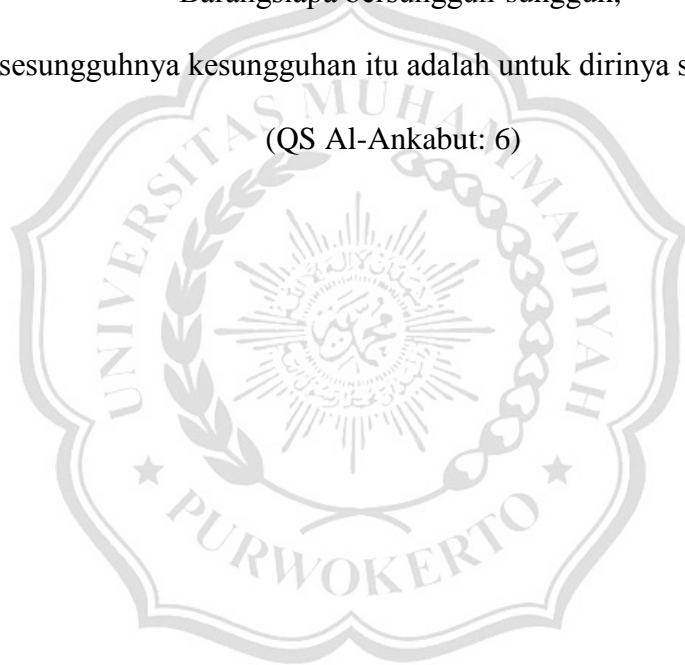 Barangsiapa bersungguh-sungguh,
sesungguhnya kesungguhan itu adalah untuk dirinya
(QS Al-Ankabut: 6)
UNIVERSITAS MUHAMMADIYAH
PURWOKERTO